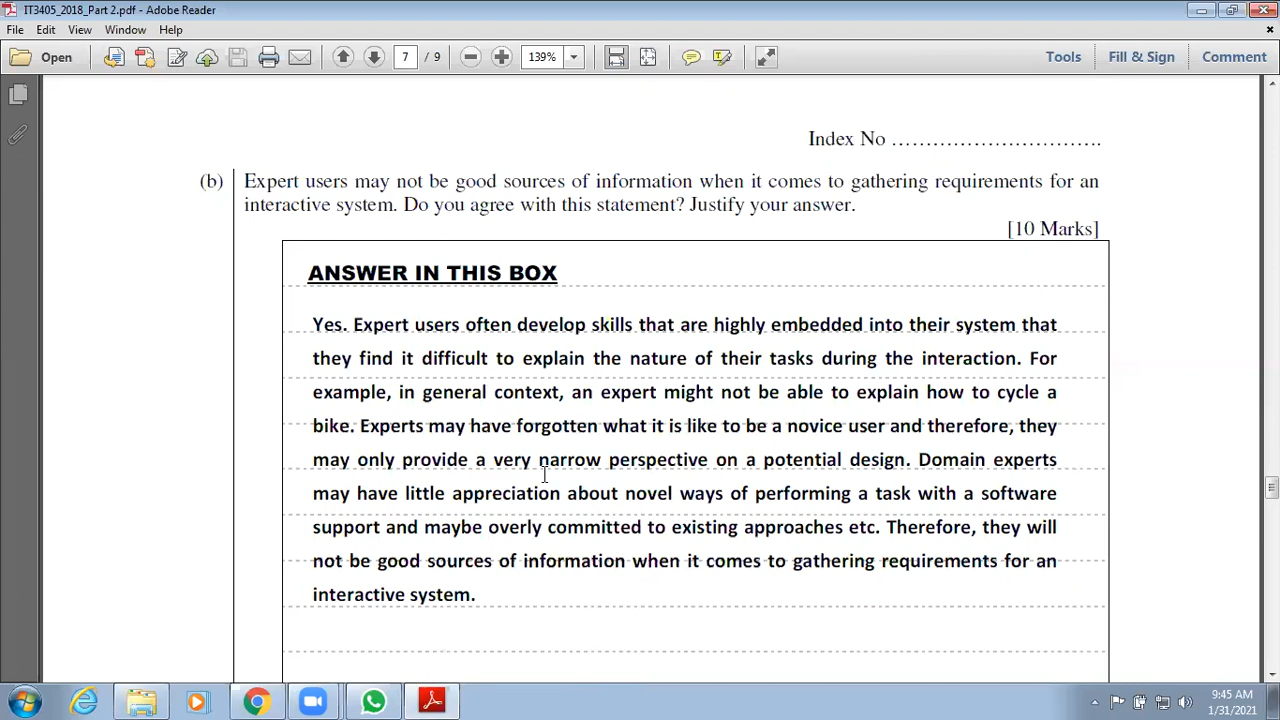 IT3405_2018_Part 2.pdf - Adobe Reader
File Edit View Window Help
Open 7 / 9 139% Tools Fill & Sign Comment
Index No ………………………….
(b) Expert users may not be good sources of information when it comes to gathering requirements for an
interactive system. Do you agree with this statement? Justify your answer.
[10 Marks]
ANSWER IN THIS BOX
Yes. Expert users often develop skills that are highly embedded into their system that
they find it difficult to explain the nature of their tasks during the interaction. For
example, in general context, an expert might not be able to explain how to cycle a
bike. Experts may have forgotten what it is like to be a novice user and therefore, they
may only provide a very narrow perspective on a potential design. Domain experts
may have little appreciation about novel ways of performing a task with a software
support and maybe overly committed to existing approaches etc. Therefore, they will
not be good sources of information when it comes to gathering requirements for an
interactive system.
9:45 AM
1/31/2021